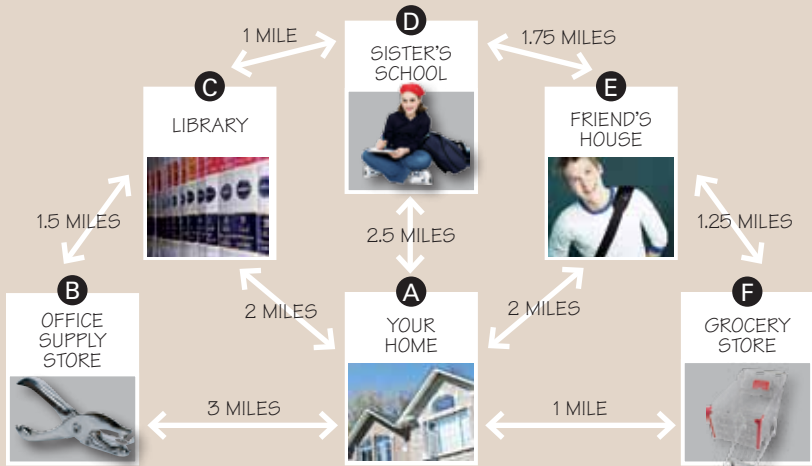 D
1 MILE
1.75 MILES
SISTER'S
SCHOOL
C
E
LIBRARY
FRIEND'S
HOUSE
1.5 MILES
2.5 MILES
1.25 MILES
B
A
F
OFFICE
SUPPLY
STORE
2 MILES
YOUR
HOME
2 MILES
GROCERY
STORE
3 MILES
1 MILE